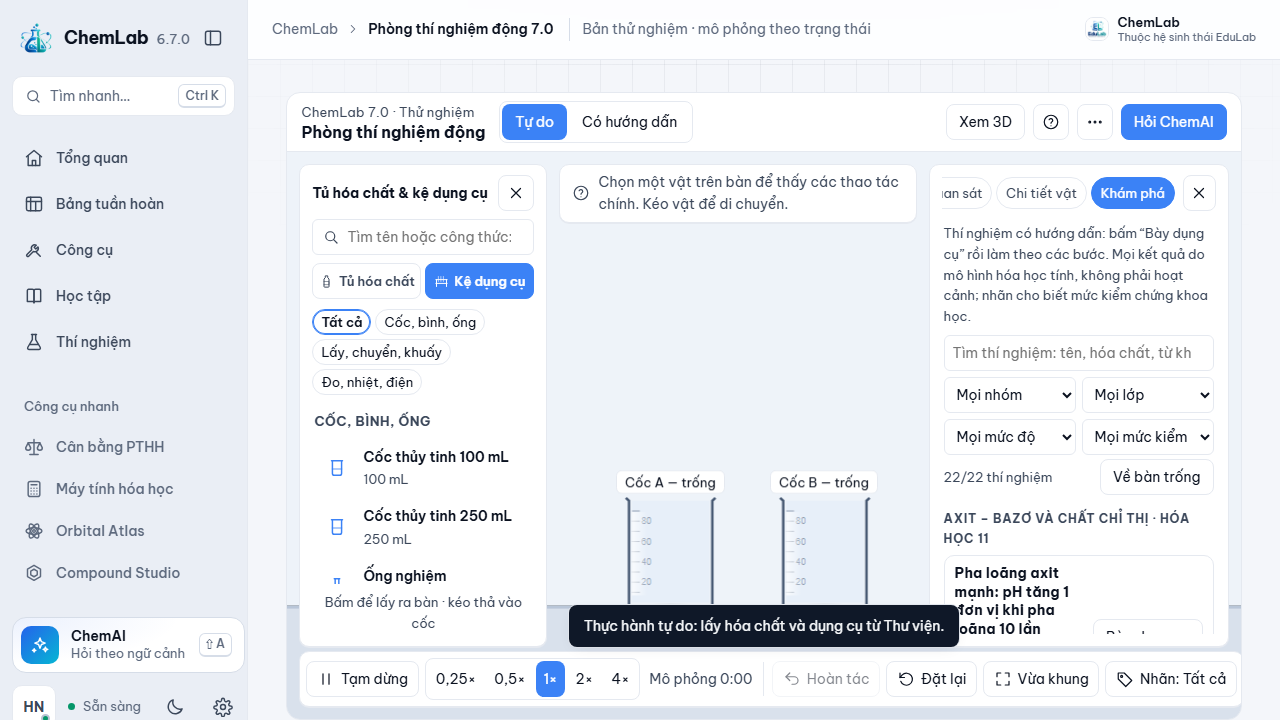 ChemLab 6.7.0
Tìm nhanh... Ctrl K
Tổng quan
Bảng tuần hoàn
Công cụ
Học tập
Thí nghiệm
Công cụ nhanh
Cân bằng PTHH
Máy tính hóa học
Orbital Atlas
Compound Studio
ChemAI
Hỏi theo ngữ cảnh
⇧A
HN
Sẵn sàng
ChemLab > Phòng thí nghiệm động 7.0
Bản thử nghiệm · mô phỏng theo trạng thái
ChemLab
Thuộc hệ sinh thái EduLab
ChemLab 7.0 · Thử nghiệm
Phòng thí nghiệm động
Tự do
Có hướng dẫn
Xem 3D
Hỏi ChemAI
Tủ hóa chất & kệ dụng cụ
Tìm tên hoặc công thức:
Tủ hóa chất
Kệ dụng cụ
Tất cả
Cốc, bình, ống
Lấy, chuyển, khuấy
Đo, nhiệt, điện
CỐC, BÌNH, ỐNG
Cốc thủy tinh 100 mL
100 mL
Cốc thủy tinh 250 mL
250 mL
Ống nghiệm
Bấm để lấy ra bàn · kéo thả vào
cốc
Chọn một vật trên bàn để thấy các thao tác
chính. Kéo vật để di chuyển.
Cốc A — trống
80
60
40
20
Cốc B — trống
80
60
40
20
Thực hành tự do: lấy hóa chất và dụng cụ từ Thư viện.
Chi tiết vật
Khám phá
Thí nghiệm có hướng dẫn: bấm “Bày dụng
cụ” rồi làm theo các bước. Mọi kết quả do
mô hình hóa học tính, không phải hoạt
cảnh; nhãn cho biết mức kiểm chứng khoa
học.
Tìm thí nghiệm: tên, hóa chất, từ kh
Mọi nhóm
Mọi lớp
Mọi mức độ
Mọi mức kiểm
22/22 thí nghiệm
Về bàn trống
AXIT – BAZƠ VÀ CHẤT CHỈ THỊ · HÓA
HỌC 11
Pha loãng axit
mạnh: pH tăng 1
đơn vị khi pha
loãng 10 lần
Tạm dừng
0,25×
0,5×
1×
2×
4×
Mô phỏng 0:00
Hoàn tác
Đặt lại
Vừa khung
Nhãn: Tất cả